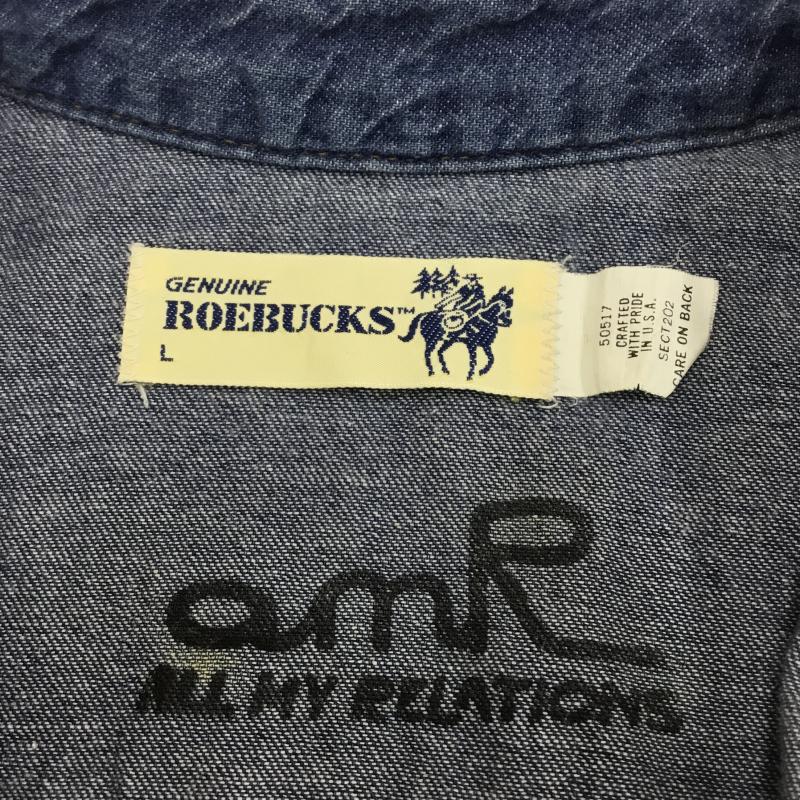 GENUINE
ROEBUCKS™
L
50517
CRAFTED
WITH PRIDE
IN U.S.A.
SECT202
CARE ON BACK
amR
ALL MY RELATIONS